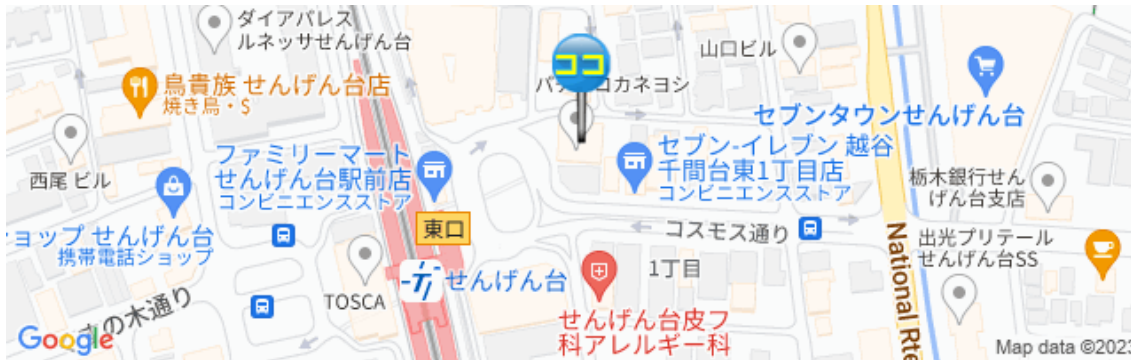 ダイアパレス
ルネッサせんげん台
鳥貴族 せんげん台店
焼き鳥・$
西尾 ビル
ファミリーマート
せんげん台駅前店
コンビニエンスストア
ョップ せんげん台
携帯電話ショップ
東口
せんげん台
TOSCA
ココ
コカネヨシ
山口ビル
セブンタウンせんげん台
セブン-イレブン 越谷
千間台東1丁目店
コンビニエンスストア
栃木銀行せん
げん台支店
コスモス通り
1丁目
National Rte
出光プリテール
せんげん台SS
せんげん台皮フ
科アレルギー科
の木通り
Google
Map data ©2023